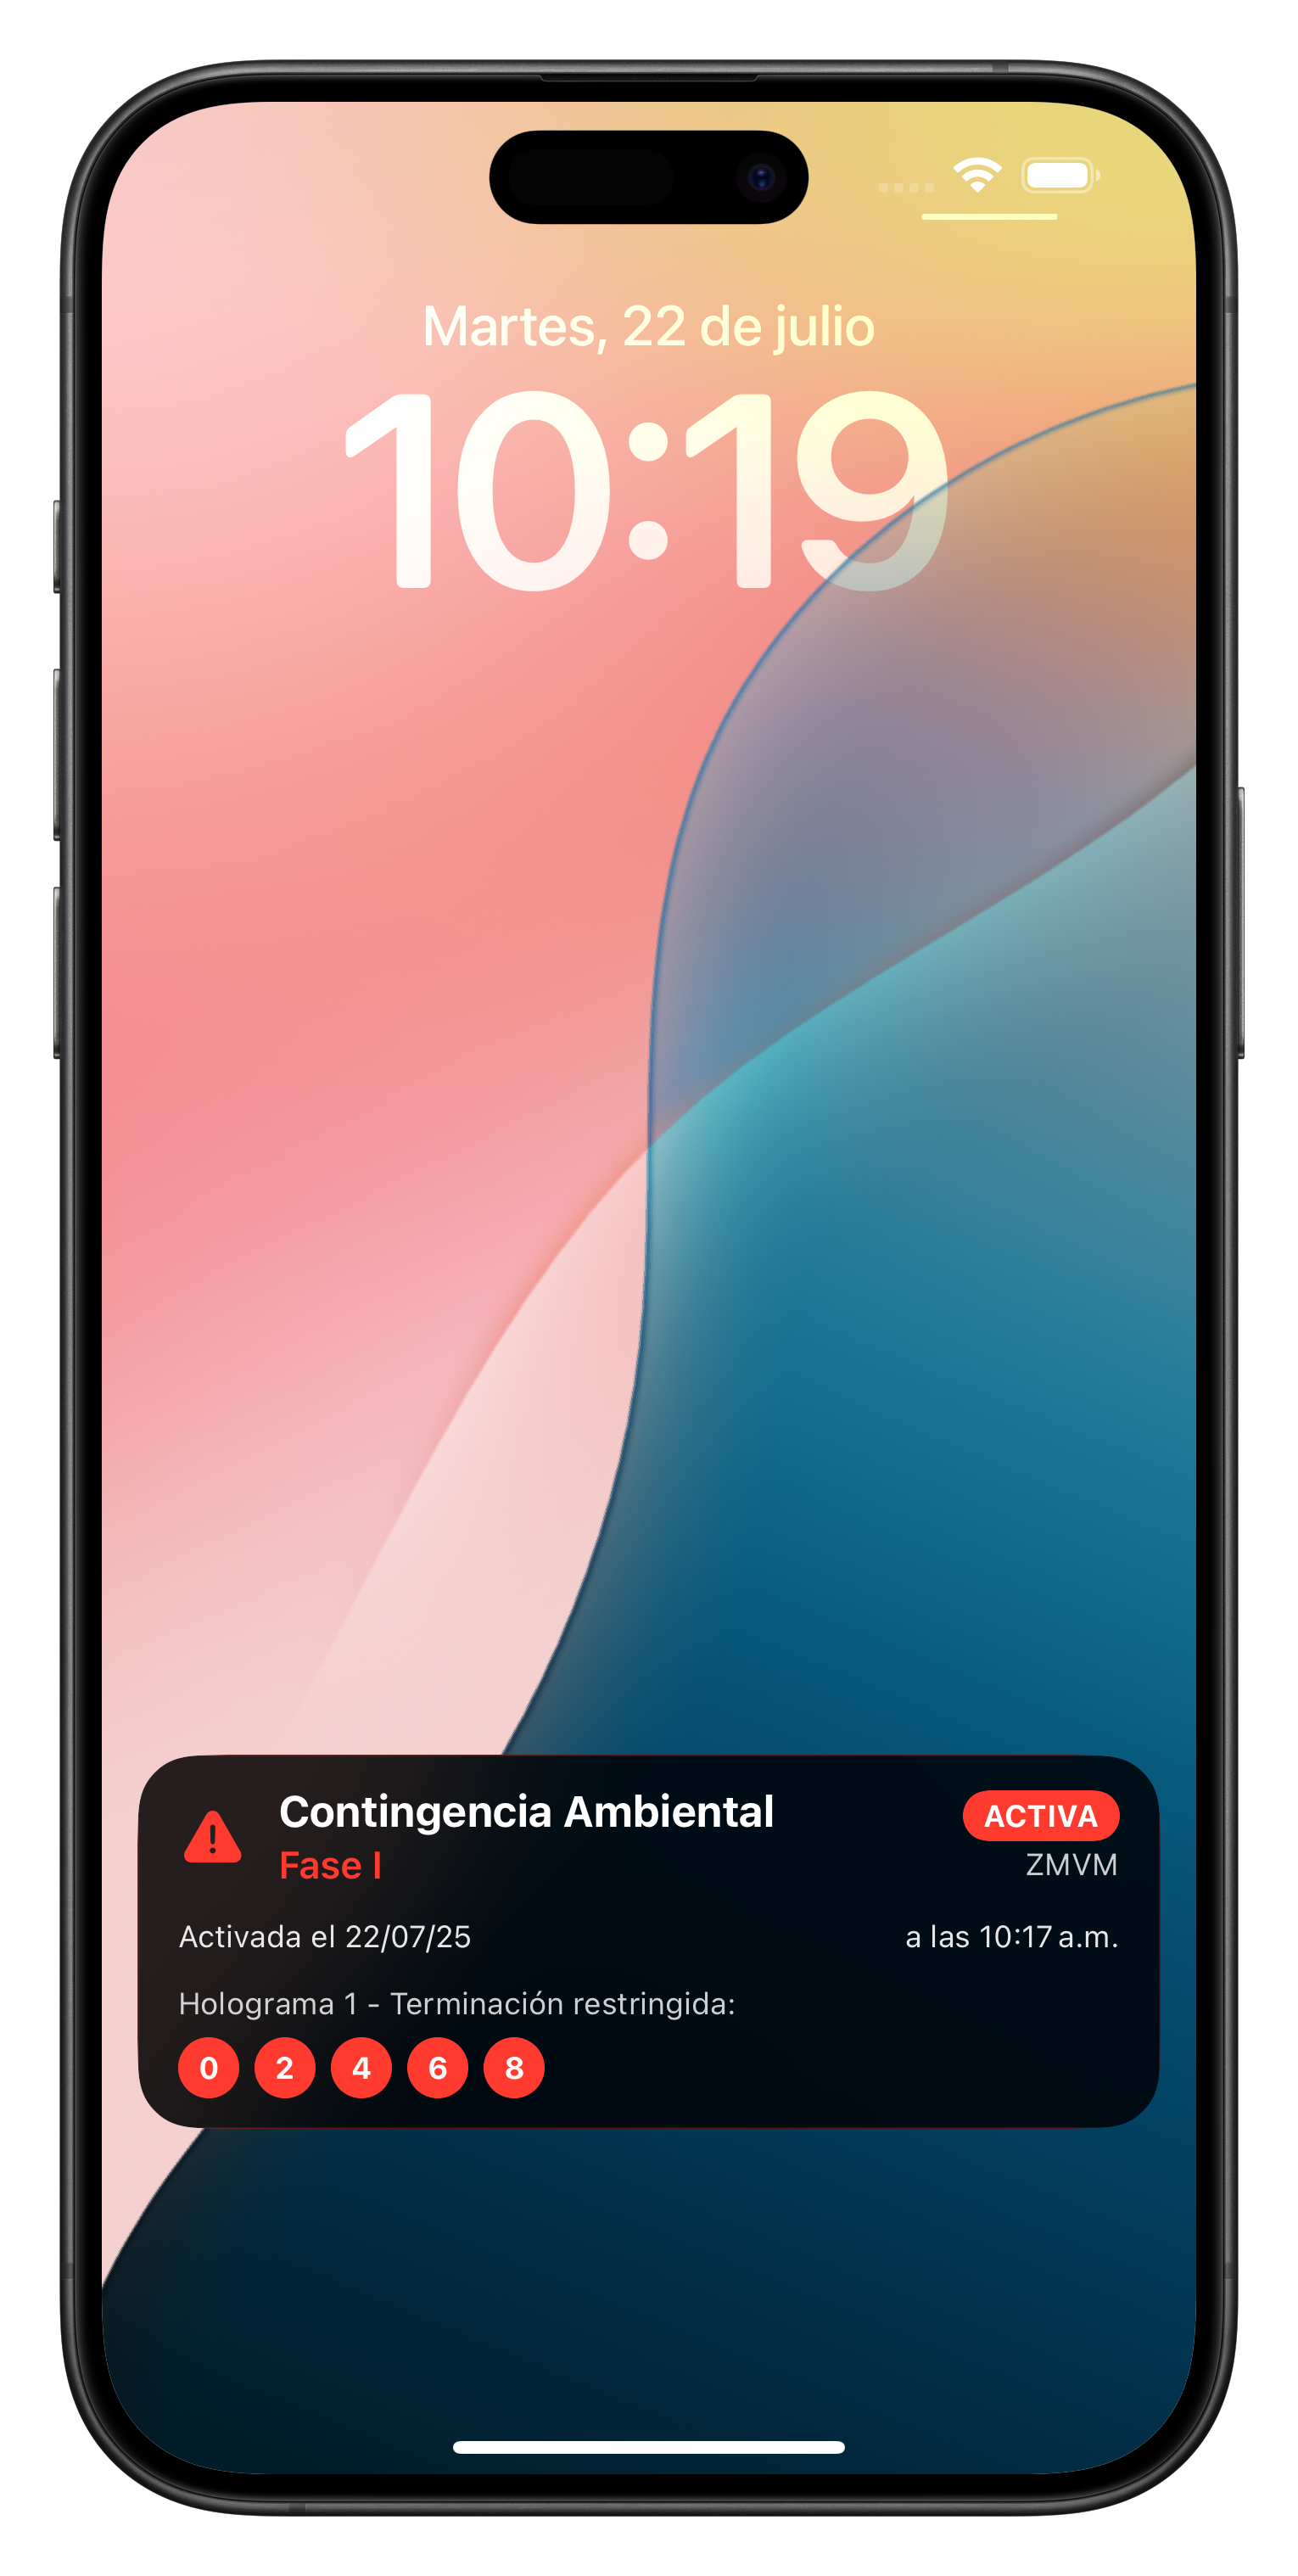 Martes, 22 de julio
10:19
Contingencia Ambiental
ACTIVA
Fase I
ZMVM
Activada el 22/07/25
a las 10:17 a.m.
Holograma 1 - Terminación restringida:
0 2 4 6 8